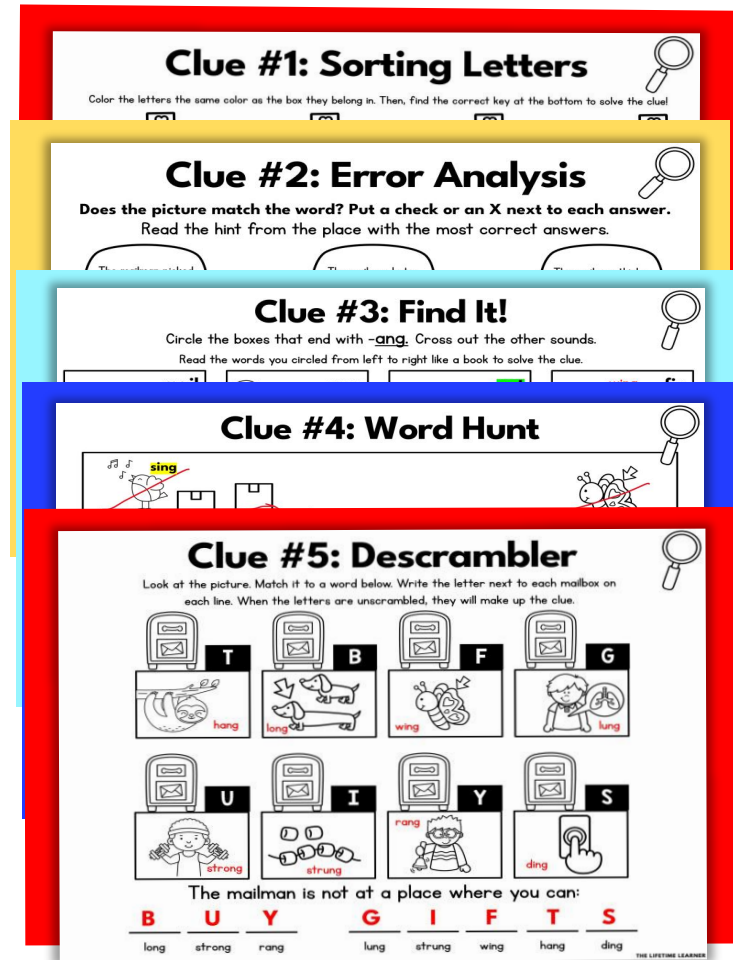 Clue #1: Sorting Letters
Color the letters the same color as the box they belong in. Then, find the correct key at the bottom to solve the clue!
Clue #2: Error Analysis
Does the picture match the word? Put a check or an X next to each answer.
Read the hint from the place with the most correct answers.
Clue #3: Find It!
Circle the boxes that end with -ang. Cross out the other sounds.
Read the words you circled from left to right like a book to solve the clue.
Clue #4: Word Hunt
sing
Clue #5: Descrambler
Look at the picture. Match it to a word below. Write the letter next to each mailbox on
each line. When the letters are unscrambled, they will make up the clue.
T B F G
hang long wing lung
U I Y S
rang
strong strung ding
The mailman is not at a place where you can:
B U Y G I F T S
long strong rang lung strung wing hang ding
THE LIFETIME LEARNER